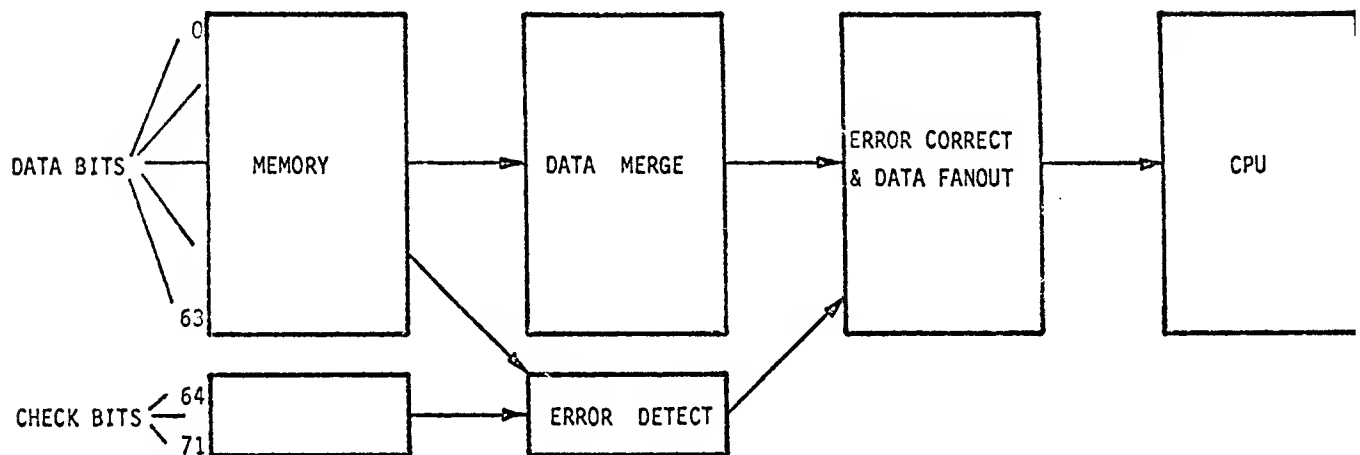 0
DATA BITS
63
MEMORY
DATA MERGE
ERROR CORRECT
& DATA FANOUT
CPU
64
CHECK BITS
71
ERROR DETECT